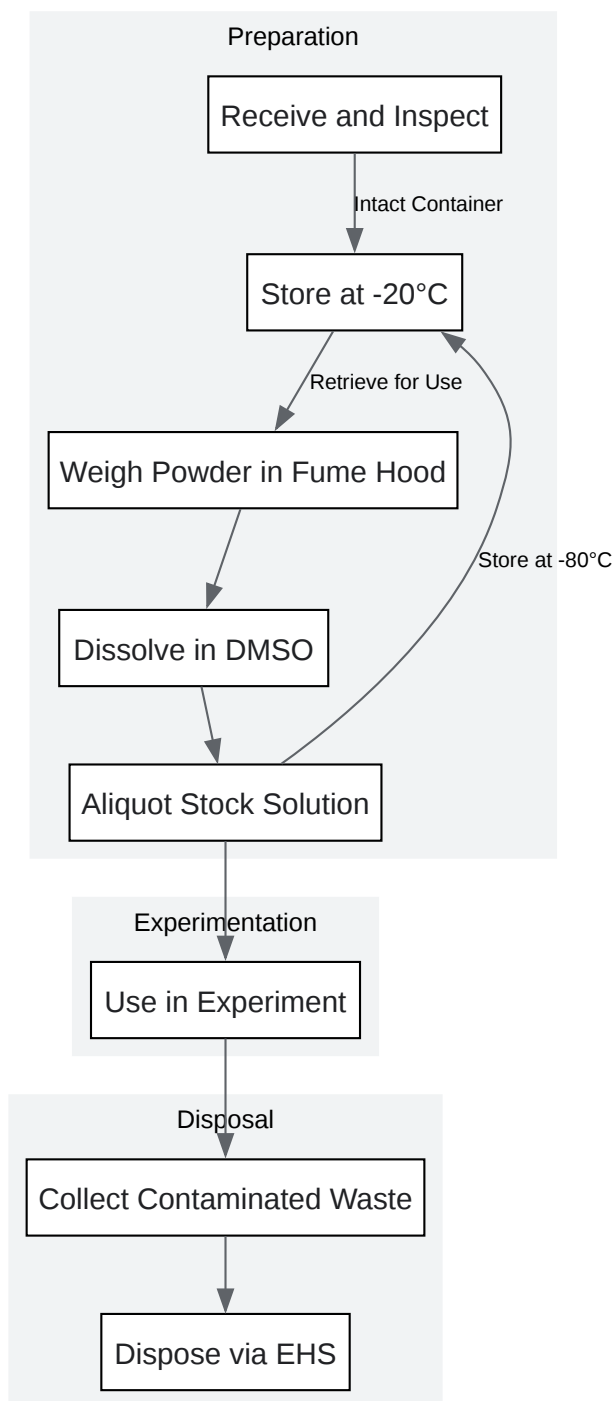 Preparation
Receive and Inspect
Intact Container
Store at -20°C
Retrieve for Use
Weigh Powder in Fume Hood
Store at -80°C
Dissolve in DMSO
Aliquot Stock Solution
Experimentation
Use in Experiment
Disposal
Collect Contaminated Waste
Dispose via EHS